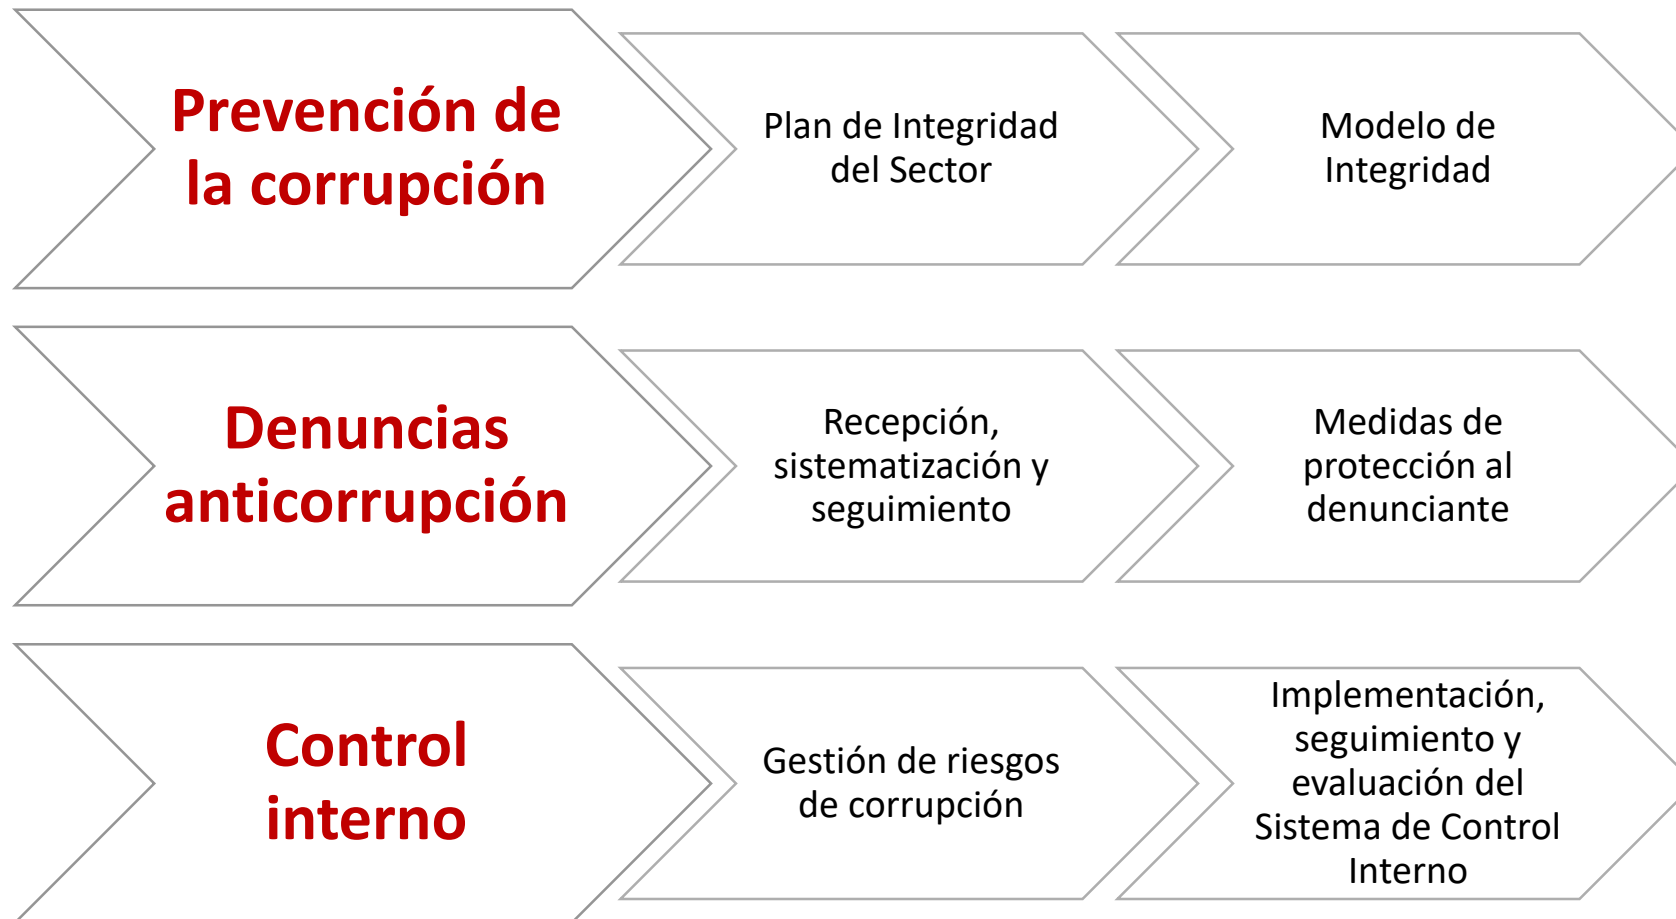 Prevención de
la corrupción
Plan de Integridad
del Sector
Modelo de
Integridad
Denuncias
anticorrupción
Recepción,
sistematización y
seguimiento
Medidas de
protección al
denunciante
Control
interno
Gestión de riesgos
de corrupción
Implementación,
seguimiento y
evaluación del
Sistema de Control
Interno